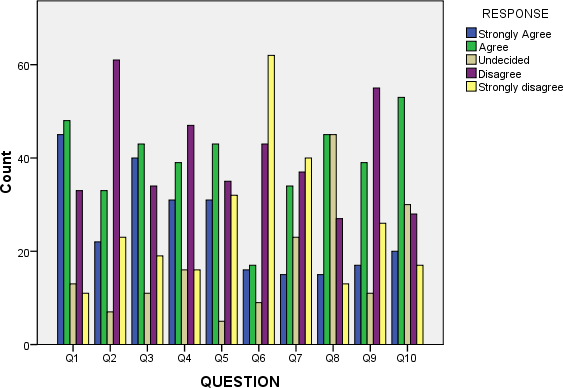 RESPONSE
Strongly Agree
Agree
Undecided
Disagree
Strongly disagree
Count
60
40
20
0
Q1 Q2 Q3 Q4 Q5 Q6 Q7 Q8 Q9 Q10
QUESTION